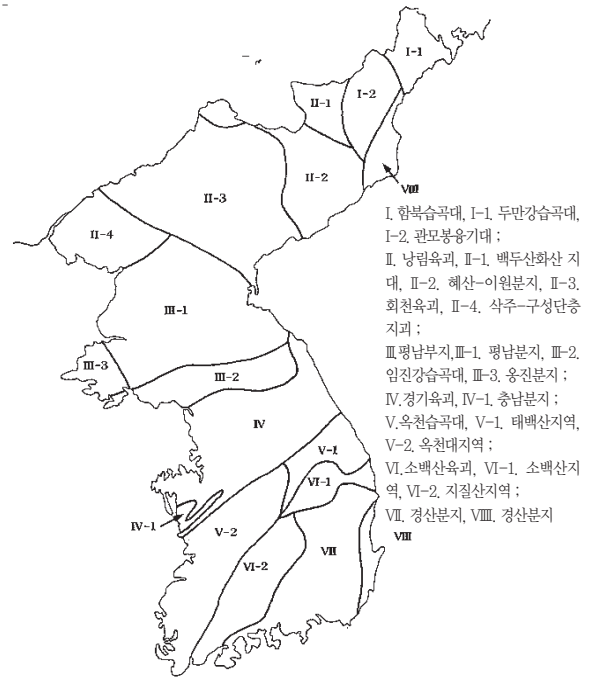 I-1
I-2
II-1
VIII
II-2
II-3
II-4
III-1
III-3
III-2
IV
V-1
VI-1
IV-1
V-2
VI-2
VII
VIII
I. 함북습곡대, I-1. 두만강습곡대,
I-2. 관모봉융기대 ;
II. 낭림육괴, II-1. 백두산화산 지
대, II-2. 혜산-이원분지, II-3.
회천육괴, II-4. 삭주-구성단층
지괴 ;
III.평남부지,III-1. 평남분지, III-2.
임진강습곡대, III-3. 옹진분지 ;
IV.경기육괴, IV-1. 충남분지 ;
V.옥천습곡대, V-1. 태백산지역,
V-2. 옥천대지역 ;
VI.소백산육괴, VI-1. 소백산지
역, VI-2. 지질산지역 ;
VII. 경산분지, VIII. 경산분지